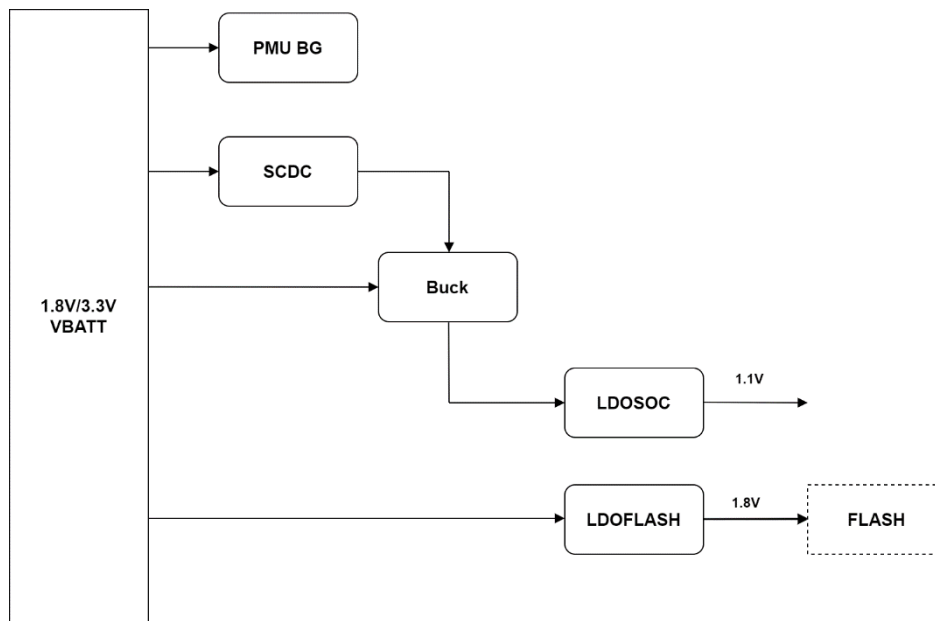 PMU BG
SCDC
Buck
1.8V/3.3V
VBATT
LDOSOC
1.1V
LDOFLASH
1.8V
FLASH